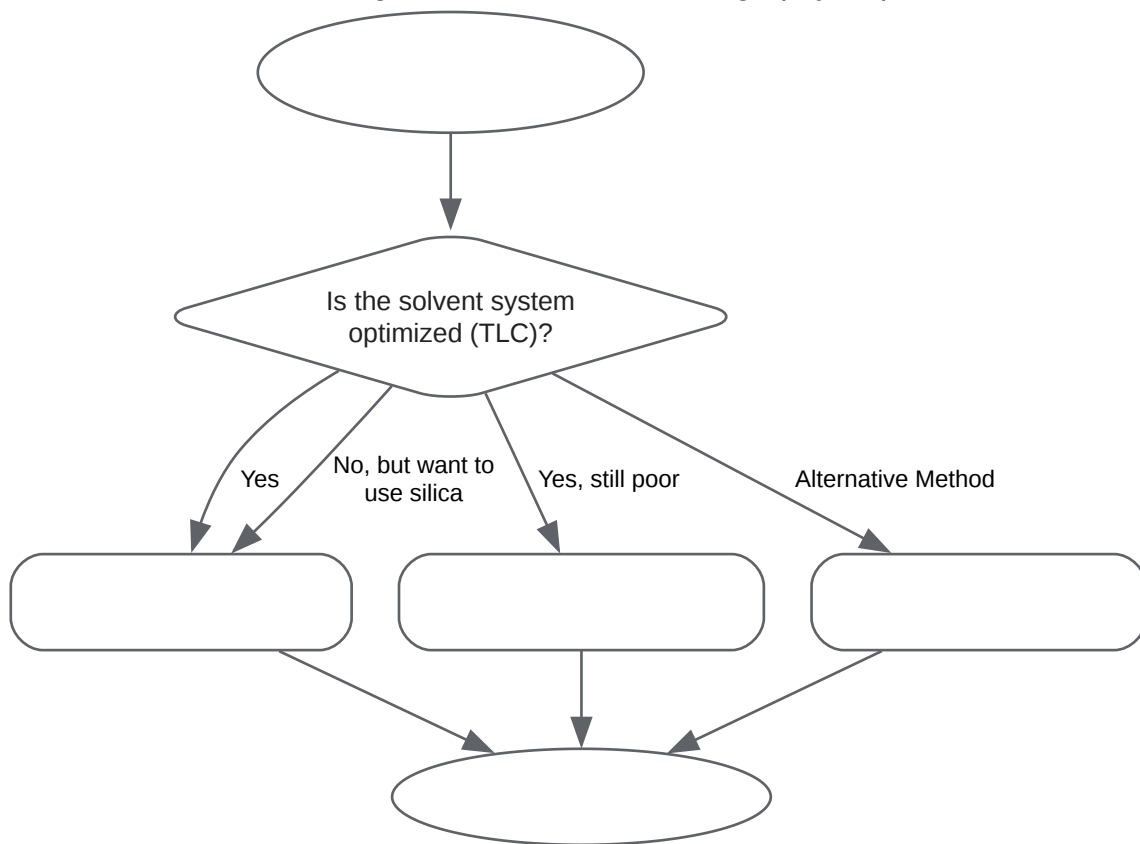 Is the solvent system
optimized (TLC)?
Yes
No, but want to
use silica
Yes, still poor
Alternative Method